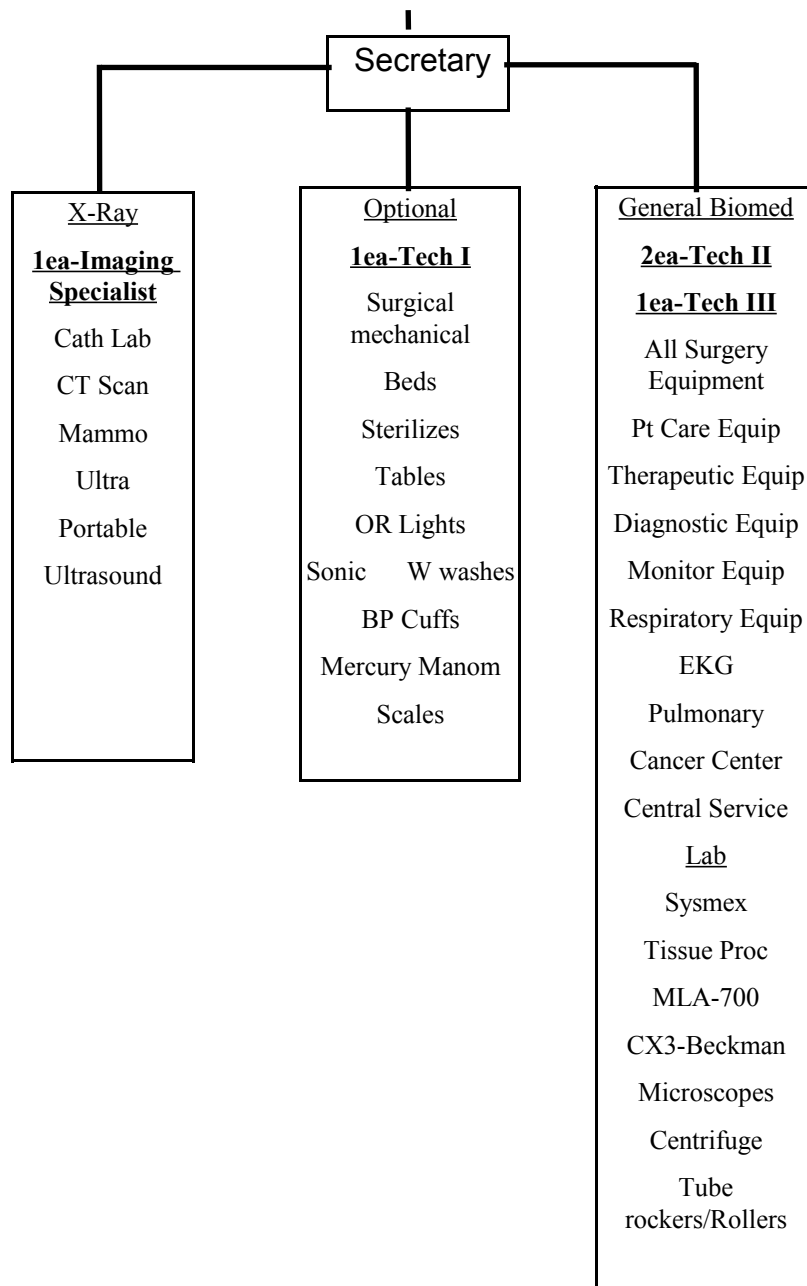 Secretary
X-Ray
1ea-Imaging
Specialist
Cath Lab
CT Scan
Mammo
Ultra
Portable
Ultrasound
Optional
1ea-Tech I
Surgical
mechanical
Beds
Sterilizes
Tables
OR Lights
Sonic W washes
BP Cuffs
Mercury Manom
Scales
General Biomed
2ea-Tech II
1ea-Tech III
All Surgery
Equipment
Pt Care Equip
Therapeutic Equip
Diagnostic Equip
Monitor Equip
Respiratory Equip
EKG
Pulmonary
Cancer Center
Central Service
Lab
Sysmex
Tissue Proc
MLA-700
CX3-Beckman
Microscopes
Centrifuge
Tube
rockers/Rollers